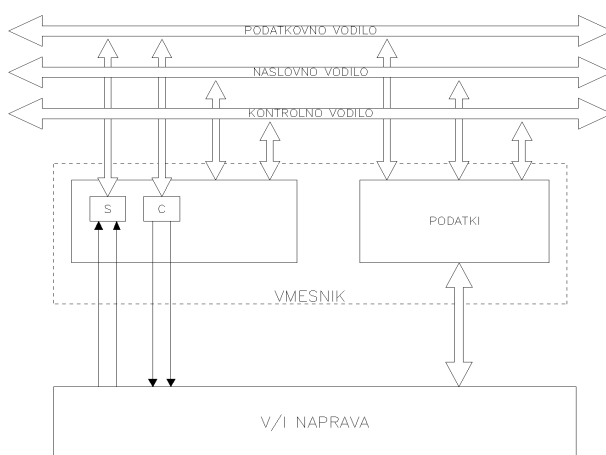 PODATKOVNO VODILO
NASLOVNO VODILO
KONTROLNO VODILO
S
C
PODATKI
VMESNIK
V/I NAPRAVA